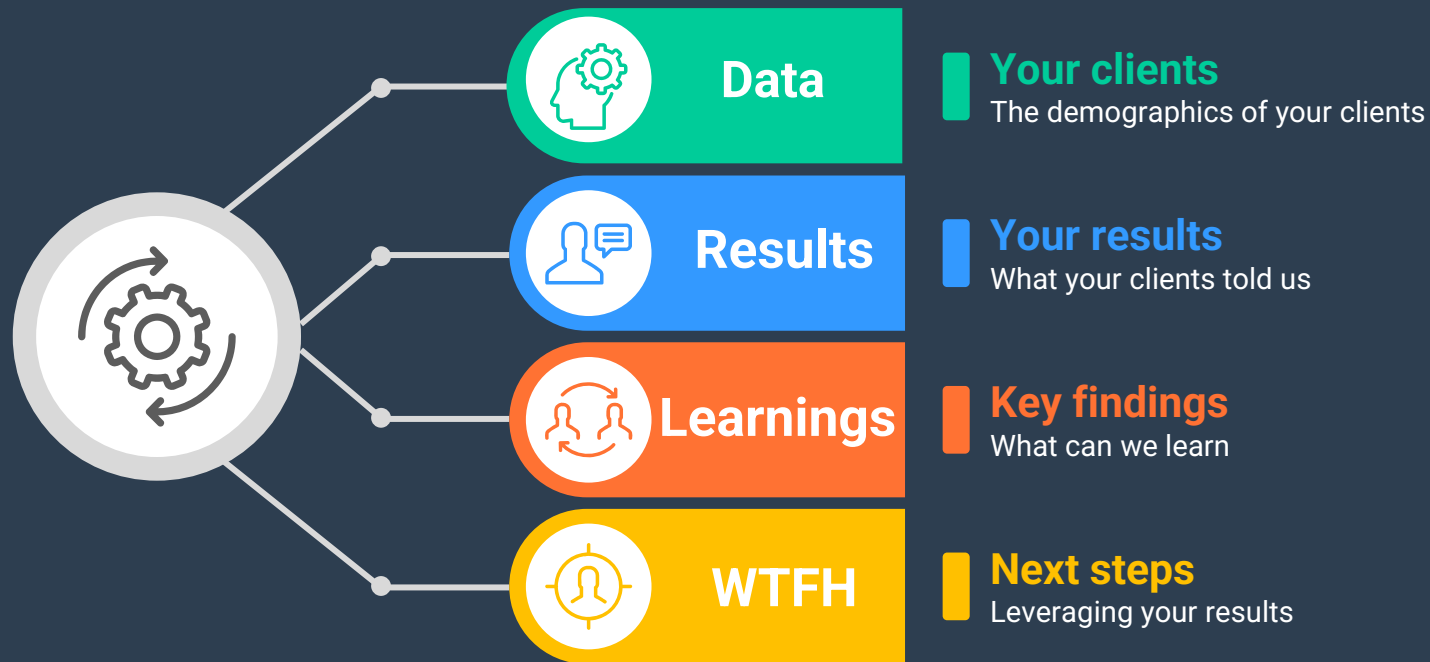 Data
Your clients
The demographics of your clients
Results
Your results
What your clients told us
Learnings
Key findings
What can we learn
WTFH
Next steps
Leveraging your results